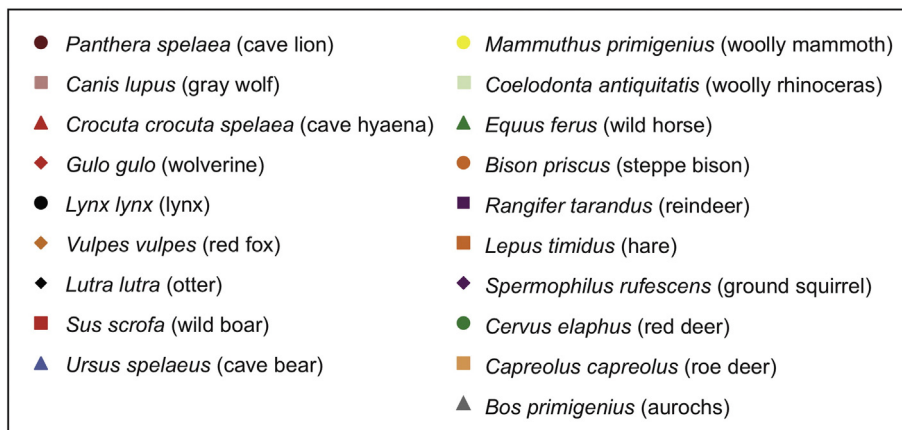 Panthera spelaea (cave lion)
Canis lupus (gray wolf)
Crocuta crocuta spelaea (cave hyaena)
Gulo gulo (wolverine)
Lynx lynx (lynx)
Vulpes vulpes (red fox)
Lutra lutra (otter)
Sus scrofa (wild boar)
Ursus spelaeus (cave bear)
Mammuthus primigenius (woolly mammoth)
Coelodonta antiquitatis (woolly rhinoceras)
Equus ferus (wild horse)
Bison priscus (steppe bison)
Rangifer tarandus (reindeer)
Lepus timidus (hare)
Spermophilus rufescens (ground squirrel)
Cervus elaphus (red deer)
Capreolus capreolus (roe deer)
Bos primigenius (aurochs)